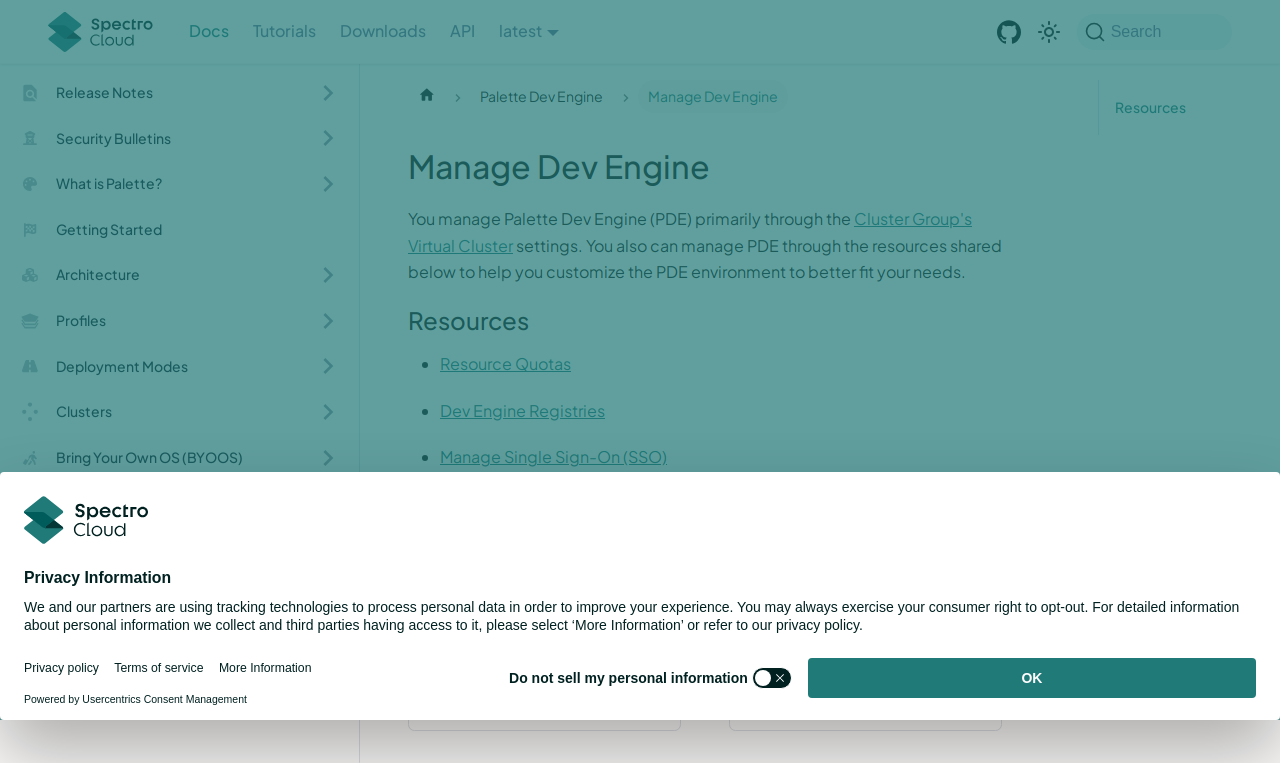 Spectro
Cloud
Docs
Tutorials
Downloads
API
latest
Search
Release Notes
Security Bulletins
What is Palette?
Getting Started
Architecture
Profiles
Deployment Modes
Clusters
Bring Your Own OS (BYOOS)
Palette Dev Engine
Manage Dev Engine
Resources
Manage Dev Engine
You manage Palette Dev Engine (PDE) primarily through the Cluster Group's
Virtual Cluster settings. You also can manage PDE through the resources shared
below to help you customize the PDE environment to better fit your needs.
Resources
Resource Quotas
Dev Engine Registries
Manage Single Sign-On (SSO)
Spectro
Cloud
Privacy Information
We and our partners are using tracking technologies to process personal data in order to improve your experience. You may always exercise your consumer right to opt-out. For detailed information
about personal information we collect and third parties having access to it, please select ‘More Information’ or refer to our privacy policy.
Privacy policy
Terms of service
More Information
Do not sell my personal information
OK
Powered by Usercentrics Consent Management